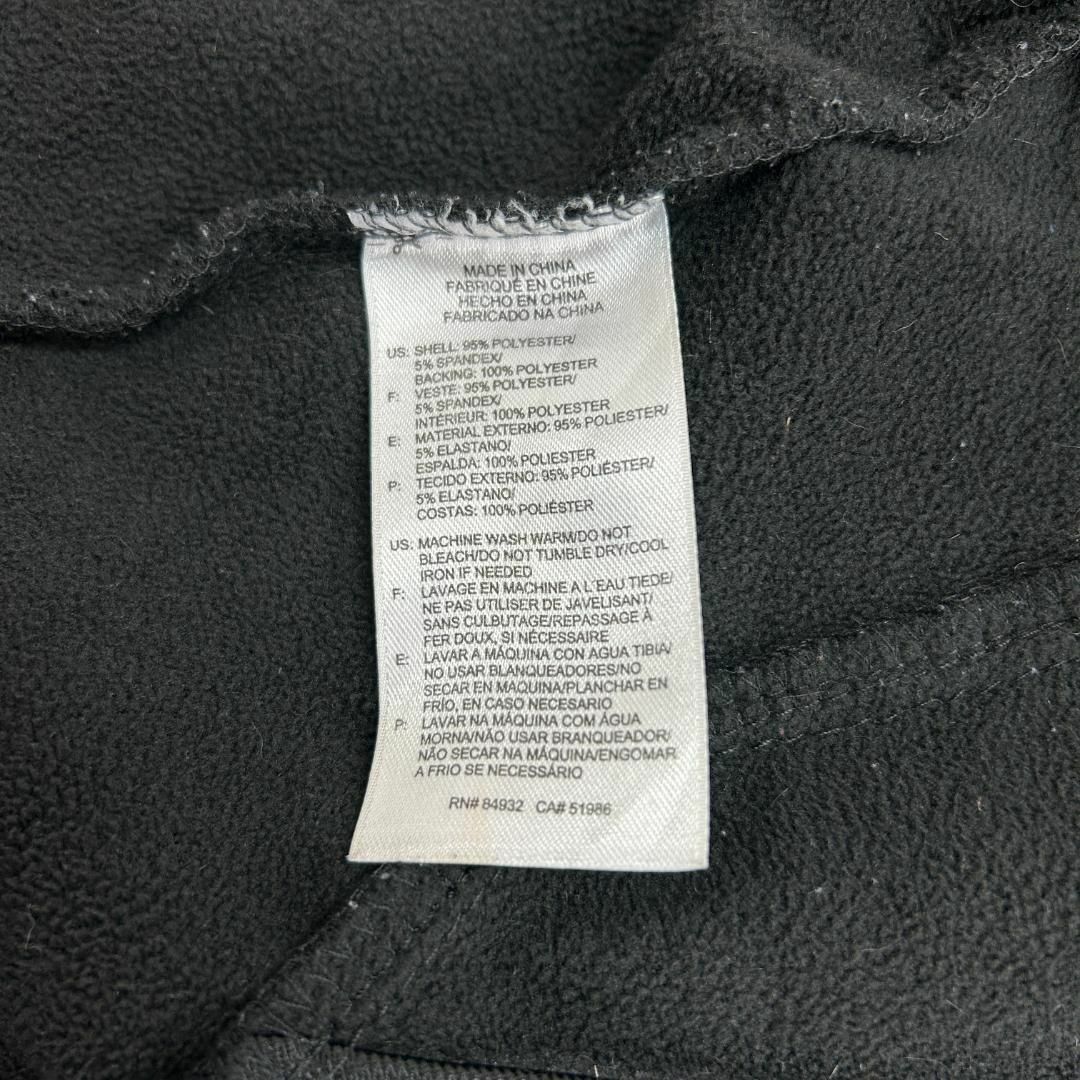 MADE IN CHINA
FABRIQUÉ EN CHINE
HECHO EN CHINA
FABRICADO NA CHINA
US: SHELL: 95% POLYESTER/
5% SPANDEX/
BACKING: 100% POLYESTER
F: VESTE: 95% POLYESTER/
5% SPANDEX/
INTÉRIEUR: 100% POLYESTER
E: MATERIAL EXTERNO: 95% POLIESTER/
5% ELASTANO/
ESPALDA: 100% POLIESTER
P: TECIDO EXTERNO: 95% POLIÉSTER/
5% ELASTANO/
COSTAS: 100% POLIÉSTER
US: MACHINE WASH WARM/DO NOT
BLEACH/DO NOT TUMBLE DRY/COOL
IRON IF NEEDED
F: LAVAGE EN MACHINE A L'EAU TIEDE/
NE PAS UTILISER DE JAVELISANT/
SANS CULBUTAGE/REPASSAGE À
FER DOUX, SI NÉCESSAIRE
E: LAVAR A MÁQUINA CON AGUA TIBIA/
NO USAR BLANQUEADORES/NO
SECAR EN MAQUINA/PLANCHAR EN
FRÍO, EN CASO NECESARIO
P: LAVAR NA MÁQUINA COM ÁGUA
MORNA/NÃO USAR BRANQUEADOR/
NÃO SECAR NA MÁQUINA/ENGOMAR
A FRIO SE NECESSÁRIO
RN# 84932 CA# 51986